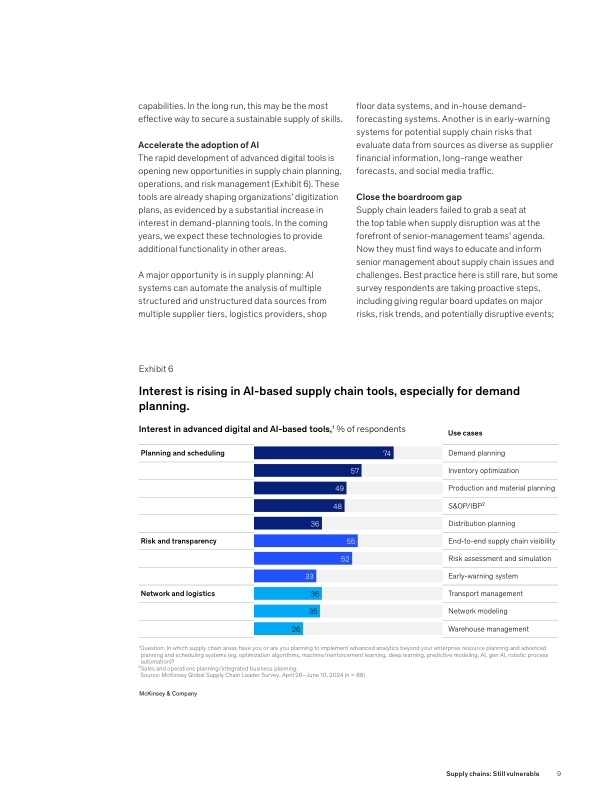 capabilities. In the long run, this may be the most
effective way to secure a sustainable supply of skills.
Accelerate the adoption of AI
The rapid development of advanced digital tools is
opening new opportunities in supply chain planning,
operations, and risk management (Exhibit 6). These
tools are already shaping organizations' digitization
plans, as evidenced by a substantial increase in
interest in demand-planning tools. In the coming
years, we expect these technologies to provide
additional functionality in other areas.
A major opportunity is in supply planning: AI
systems can automate the analysis of multiple
structured and unstructured data sources from
multiple supplier tiers, logistics providers, shop
floor data systems, and in-house demand-
forecasting systems. Another is in early-warning
systems for potential supply chain risks that
evaluate data from sources as diverse as supplier
financial information, long-range weather
forecasts, and social media traffic.
Close the boardroom gap
Supply chain leaders failed to grab a seat at
the top table when supply disruption was at the
forefront of senior-management teams' agenda.
Now they must find ways to educate and inform
senior management about supply chain issues and
challenges. Best practice here is still rare, but some
survey respondents are taking proactive steps,
including giving regular board updates on major
risks, risk trends, and potentially disruptive events;
Exhibit 6
Interest is rising in AI-based supply chain tools, especially for demand
planning.
Interest in advanced digital and AI-based tools,¹ % of respondents
Use cases
Planning and scheduling 74 Demand planning
57 Inventory optimization
49 Production and material planning
48 S&OP/IBP²
36 Distribution planning
Risk and transparency 55 End-to-end supply chain visibility
52 Risk assessment and simulation
33 Early-warning system
Network and logistics 36 Transport management
35 Network modeling
26 Warehouse management
¹Question: In which supply chain areas have you or are you planning to implement advanced analytics beyond your enterprise resource planning and advanced
planning and scheduling systems (eg, optimization algorithms, machine/reinforcement learning, deep learning, predictive modeling, AI, gen AI, robotic process
automation)?
²Sales and operations planning/integrated business planning.
Source: McKinsey Global Supply Chain Leader Survey, April 26–June 10, 2024 (n = 88)
McKinsey & Company
Supply chains: Still vulnerable 9